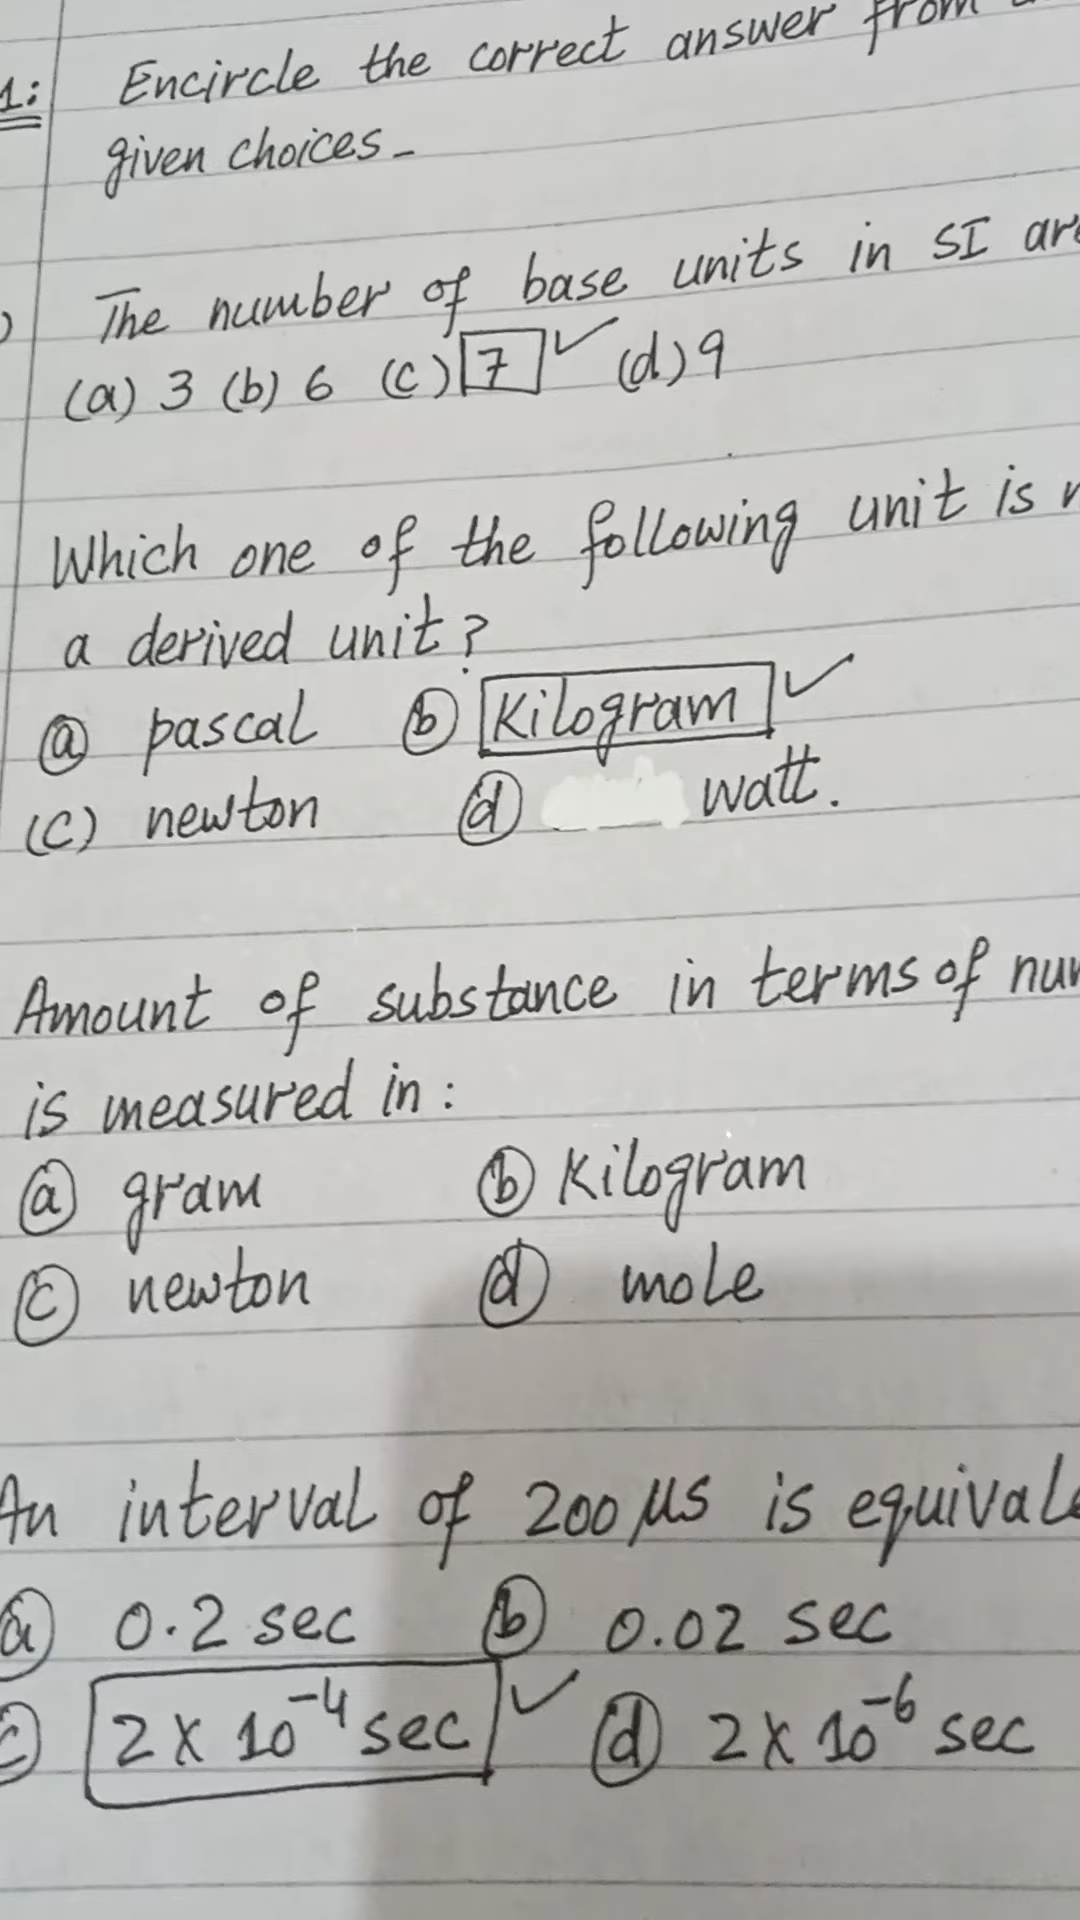 1: Encircle the correct answer from
given choices_
The number of base units in SI are
(a) 3 (b) 6 (c) 7 ✓ (d) 9
Which one of the following unit is
a derived unit?
(a) pascal (b) Kilogram ✓
(c) newton (d) watt.
Amount of substance in terms of
is measured in :
(a) gram (b) Kilogram
(c) newton (d) mole
An interval of 200 μs is
(a) 0.2 sec (b) 0.02 sec
(c) 2 x 10⁻⁴ sec ✓ (d) 2 x 10⁻⁶ sec